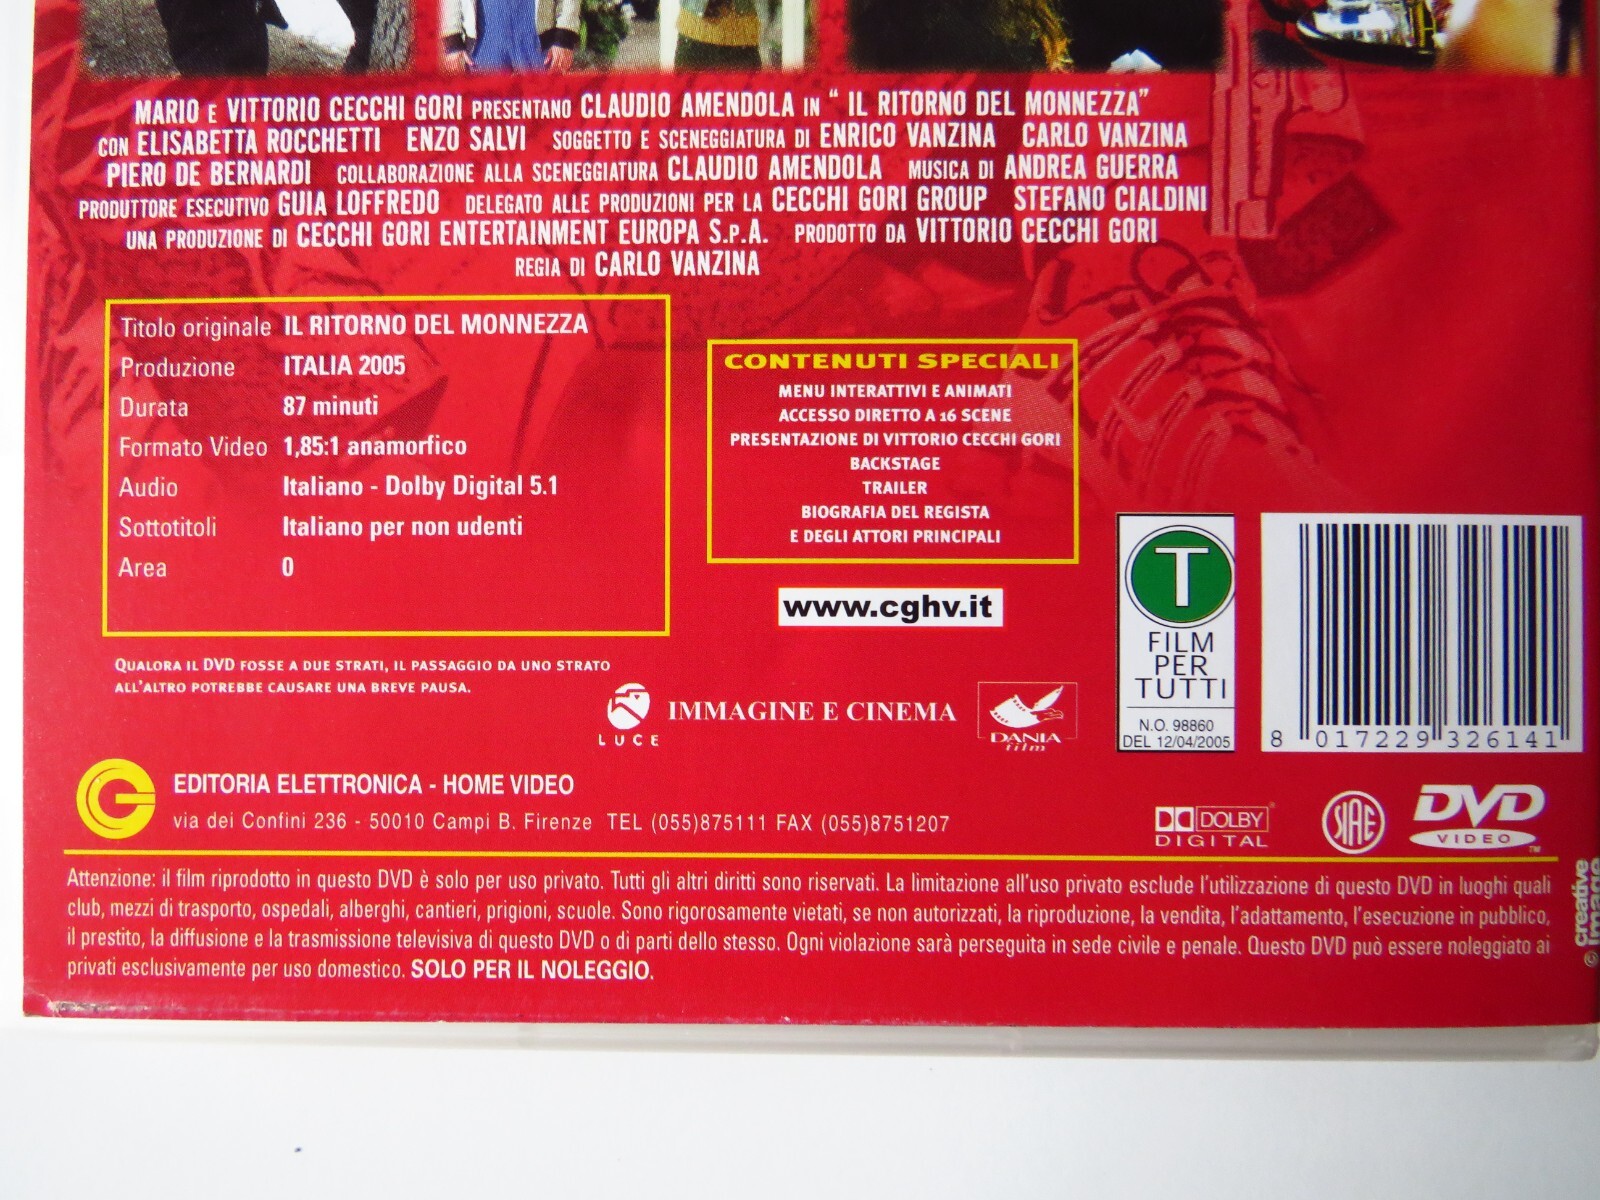 MARIO E VITTORIO CECCHI GORI PRESENTANO CLAUDIO AMENDOLA IN " IL RITORNO DEL MONNEZZA"
CON ELISABETTA ROCCHETTI ENZO SALVI SOGGETTO E SCENEGGIATURA DI ENRICO VANZINA CARLO VANZINA
PIERO DE BERNARDI COLLABORAZIONE ALLA SCENEGGIATURA CLAUDIO AMENDOLA MUSICA DI ANDREA GUERRA
PRODUTTORE ESECUTIVO GUIA LOFFREDO DELEGATO ALLE PRODUZIONI PER LA CECCHI GORI GROUP STEFANO CIALDINI
UNA PRODUZIONE DI CECCHI GORI ENTERTAINMENT EUROPA S.P.A. PRODOTTO DA VITTORIO CECCHI GORI
REGIA DI CARLO VANZINA
Titolo originale IL RITORNO DEL MONNEZZA
Produzione ITALIA 2005
Durata 87 minuti
Formato Video 1,85:1 anamorfico
Audio Italiano - Dolby Digital 5.1
Sottotitoli Italiano per non udenti
Area 0
CONTENUTI SPECIALI
MENU INTERATTIVI E ANIMATI
ACCESSO DIRETTO A 16 SCENE
PRESENTAZIONE DI VITTORIO CECCHI GORI
BACKSTAGE
TRAILER
BIOGRAFIA DEL REGISTA
E DEGLI ATTORI PRINCIPALI
www.cghv.it
T
FILM
PER
TUTTI
N.O. 98860
DEL 12/04/2005
8 017229 326141
QUALORA IL DVD FOSSE A DUE STRATI, IL PASSAGGIO DA UNO STRATO
ALL'ALTRO POTREBBE CAUSARE UNA BREVE PAUSA.
LUCE
IMMAGINE E CINEMA
DANIA
film
EDITORIA ELETTRONICA - HOME VIDEO
via dei Confini 236 - 50010 Campi B. Firenze TEL (055)875111 FAX (055)8751207
DOLBY
DIGITAL
SIAE
DVD
VIDEO TM
Attenzione: il film riprodotto in questo DVD è solo per uso privato. Tutti gli altri diritti sono riservati. La limitazione all'uso privato esclude l'utilizzazione di questo DVD in luoghi quali
club, mezzi di trasporto, ospedali, alberghi, cantieri, prigioni, scuole. Sono rigorosamente vietati, se non autorizzati, la riproduzione, la vendita, l'adattamento, l'esecuzione in pubblico,
il prestito, la diffusione e la trasmissione televisiva di questo DVD o di parti dello stesso. Ogni violazione sarà perseguita in sede civile e penale. Questo DVD può essere noleggiato ai
privati esclusivamente per uso domestico. SOLO PER IL NOLEGGIO.
© creative
image